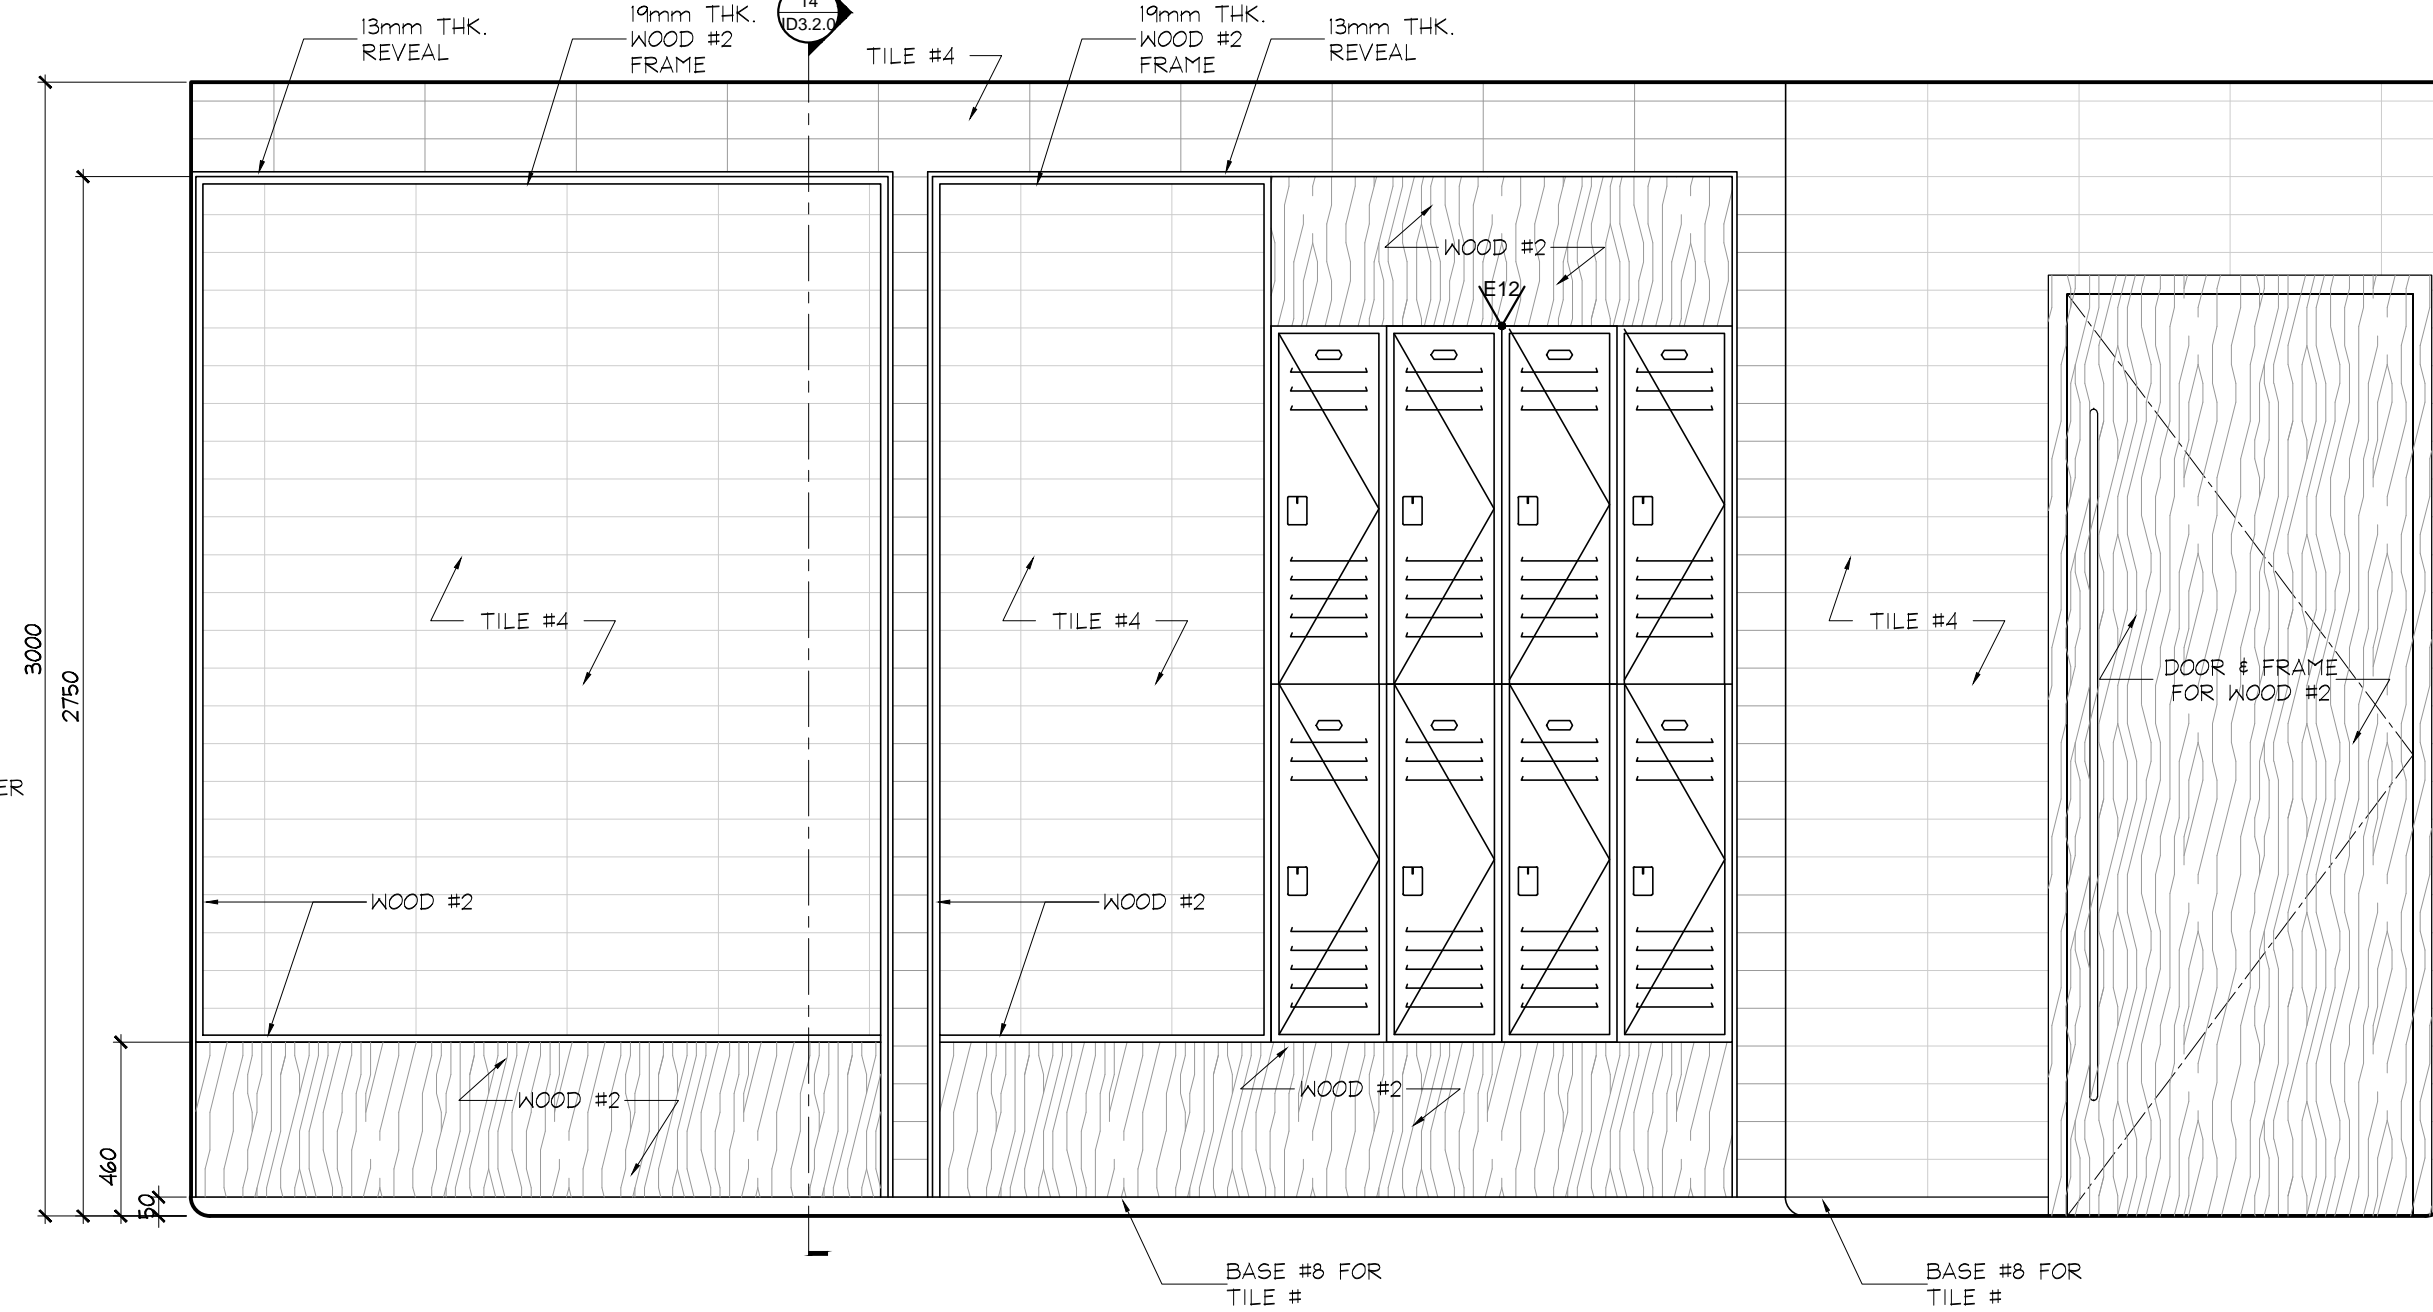 14
ID3.2.0
13mm THK.
REVEAL
19mm THK.
WOOD #2
FRAME
TILE #4
19mm THK.
WOOD #2
FRAME
13mm THK.
REVEAL
WOOD #2
E12
3000
2750
TILE #4
TILE #4
TILE #4
DOOR & FRAME
FOR WOOD #2
ER
WOOD #2
WOOD #2
WOOD #2
WOOD #2
460
50
BASE #8 FOR
TILE #
BASE #8 FOR
TILE #